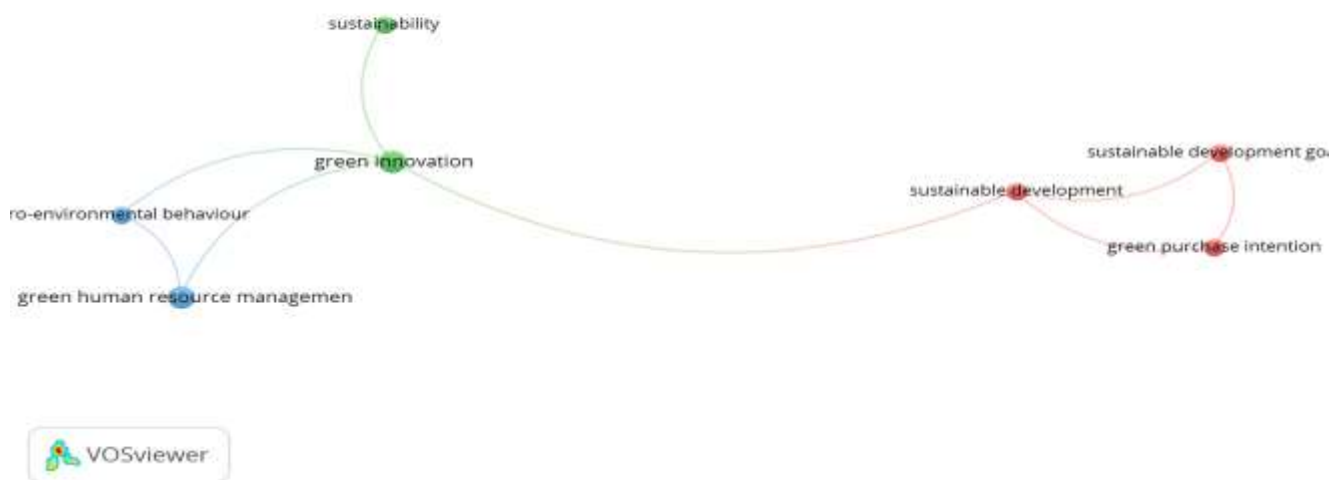 sustainability
green innovation
sustainable development goa
sustainable development
ro-environmental behaviour
green purchase intention
green human resource managemen
VOSviewer